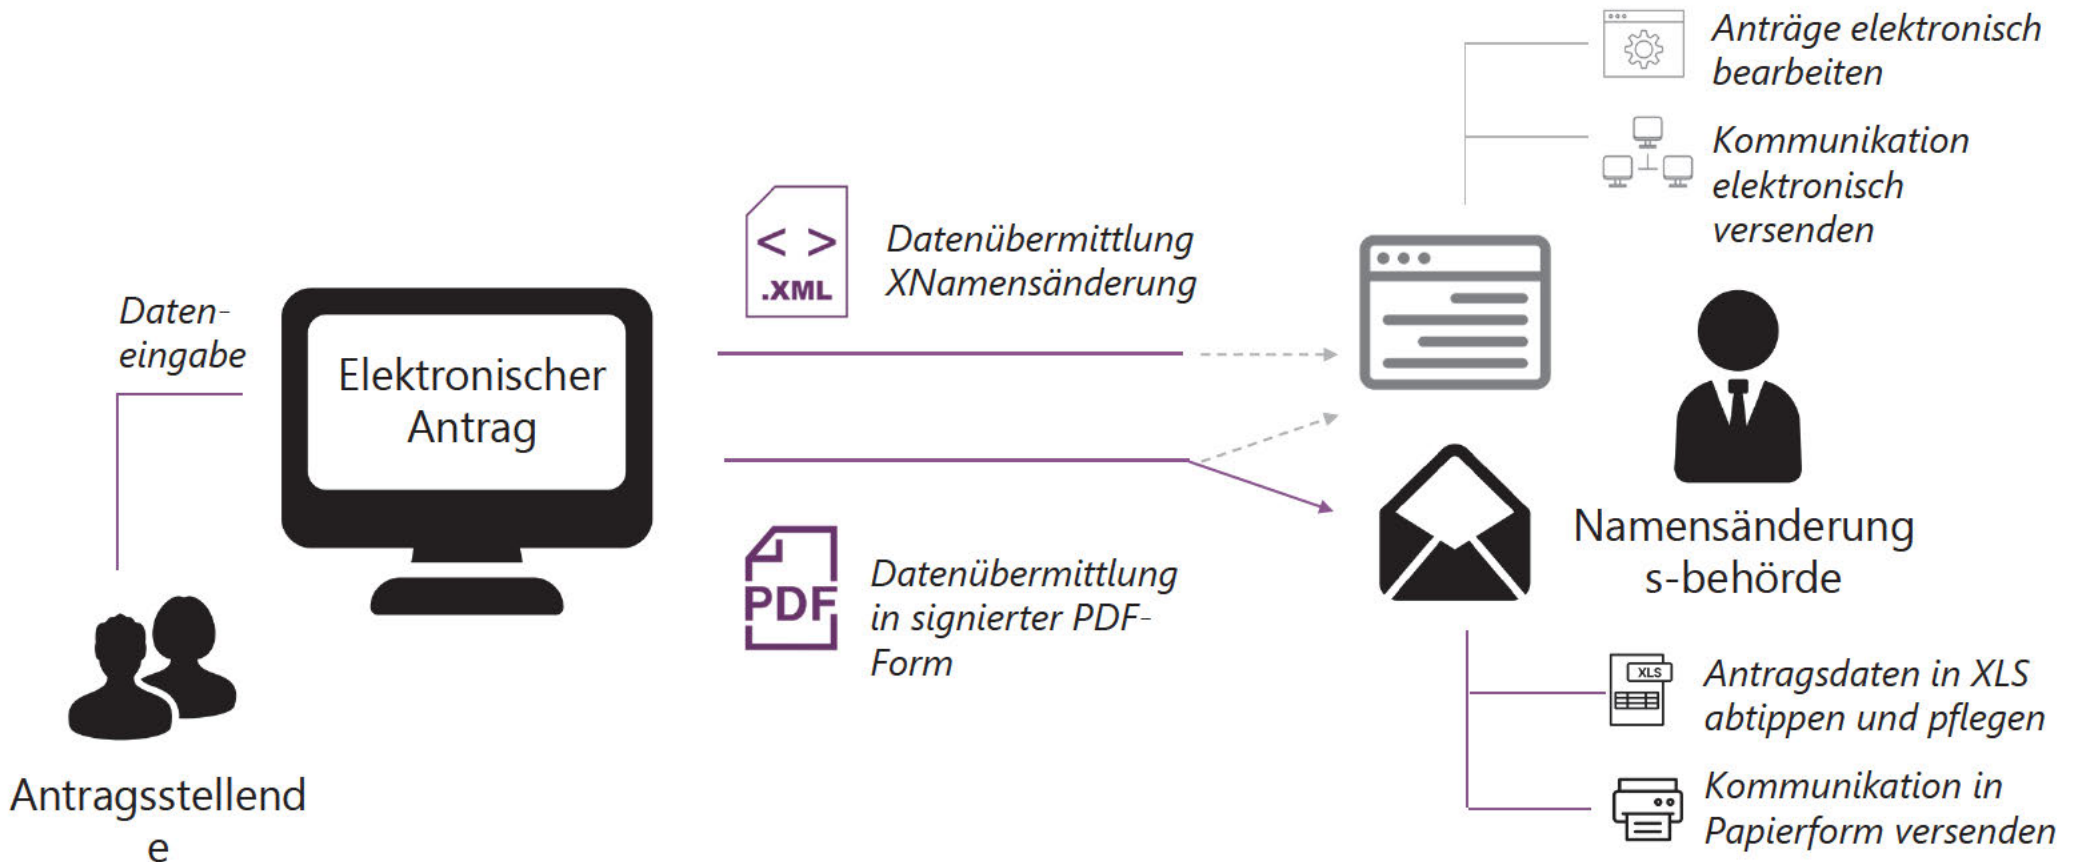 Daten-
eingabe
Elektronischer
Antrag
Antragsstellend
e
< >
.XML
Datenübermittlung
XNamensänderung
PDF
Datenübermittlung
in signierter PDF-
Form
Anträge elektronisch
bearbeiten
Kommunikation
elektronisch
versenden
Namensänderung
s-behörde
XLS
Antragsdaten in XLS
abtippen und pflegen
Kommunikation in
Papierform versenden